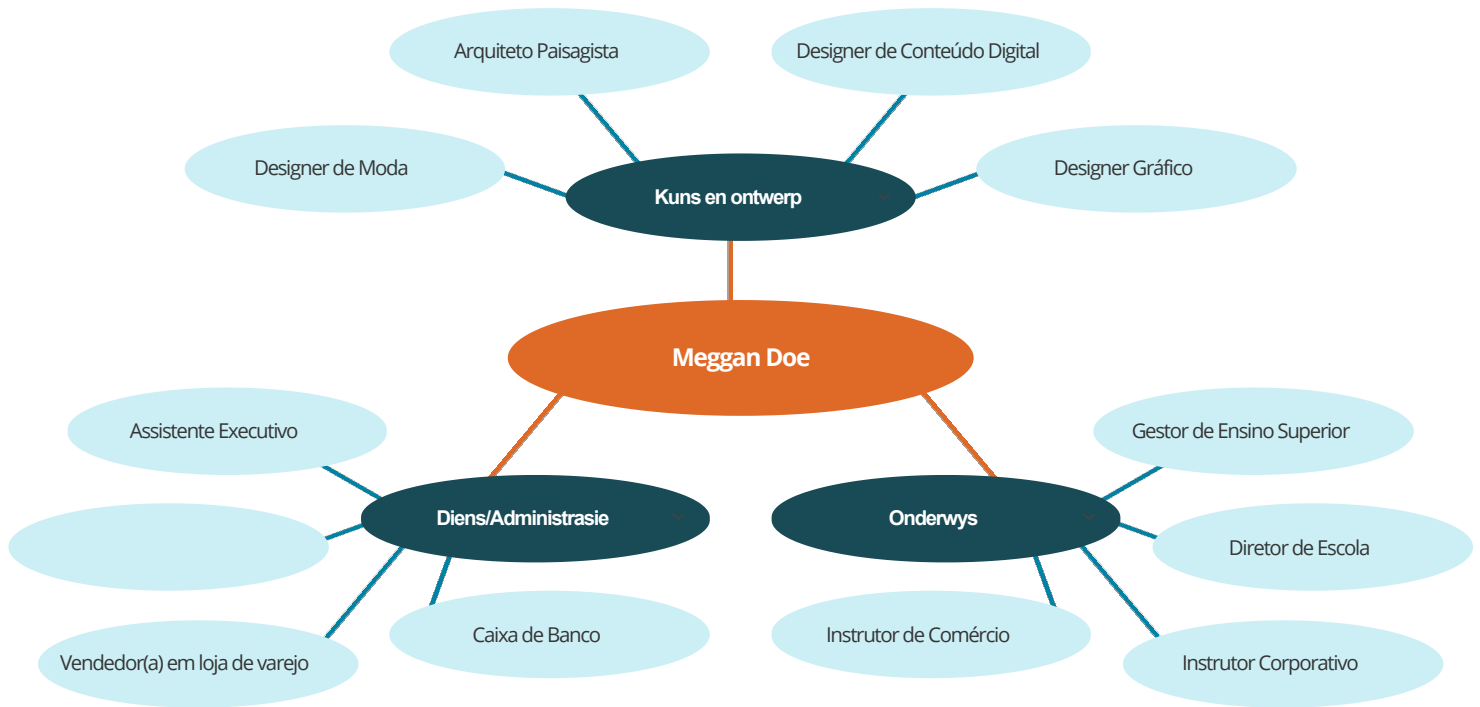 Arquiteto Paisagista
Designer de Conteúdo Digital
Designer de Moda
Designer Gráfico
Kuns en ontwerp
Meggan Doe
Assistente Executivo
Gestor de Ensino Superior
Diens/Administrasie
Onderwys
Diretor de Escola
Caixa de Banco
Instrutor de Comércio
Vendedor(a) em loja de varejo
Instrutor Corporativo